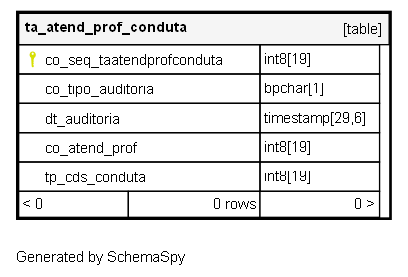 ta_atend_prof_conduta [table]
co_seq_taatendprofconduta int8[19]
co_tipo_auditoria bpchar[1]
dt_auditoria timestamp[29,6]
co_atend_prof int8[19]
tp_cds_conduta int8[19]
< 0 0 rows 0 >
Generated by SchemaSpy